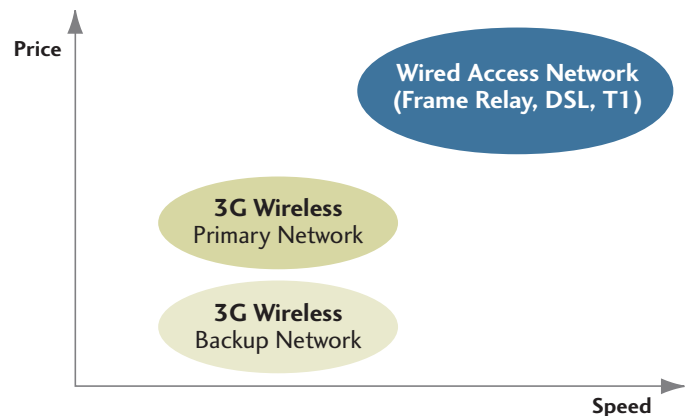 Price
Wired Access Network
(Frame Relay, DSL, T1)
3G Wireless
Primary Network
3G Wireless
Backup Network
Speed